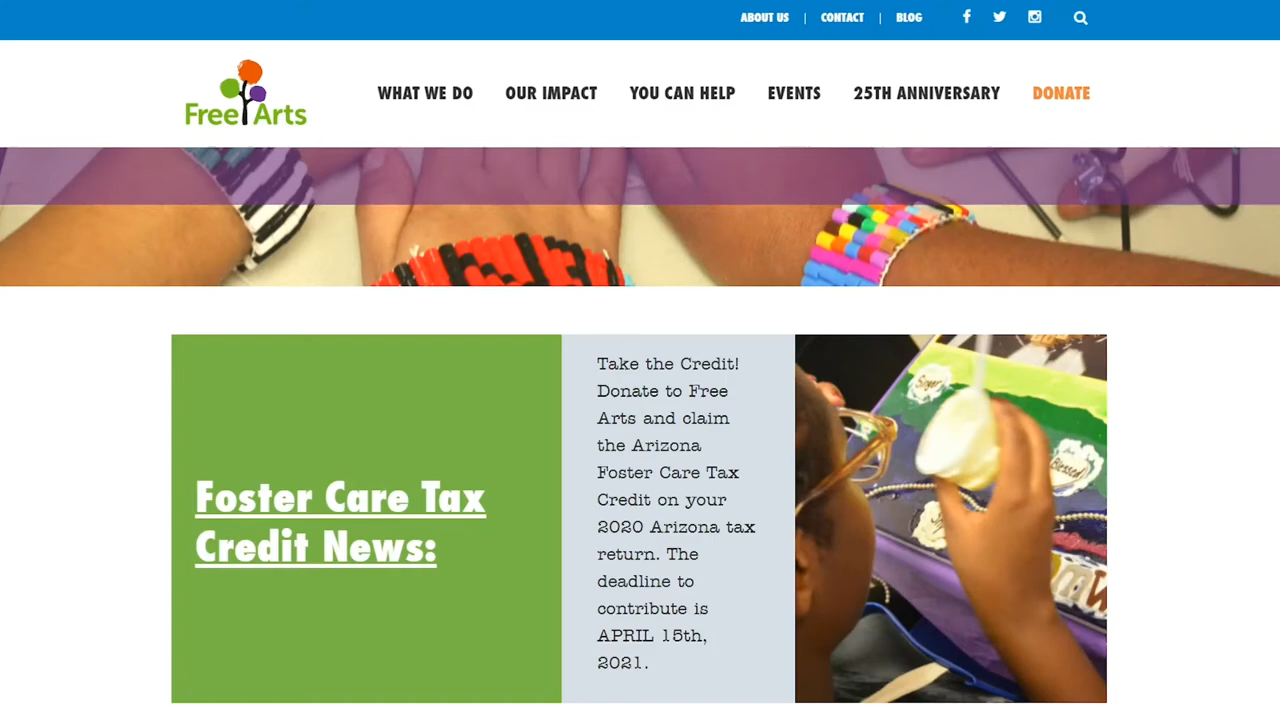 ABOUT US | CONTACT | BLOG
Free Arts
WHAT WE DO OUR IMPACT YOU CAN HELP EVENTS 25TH ANNIVERSARY DONATE
Foster Care Tax
Credit News:
Take the Credit!
Donate to Free
Arts and claim
the Arizona
Foster Care Tax
Credit on your
2020 Arizona tax
return. The
deadline to
contribute is
APRIL 15th,
2021.
Singer
Blessed